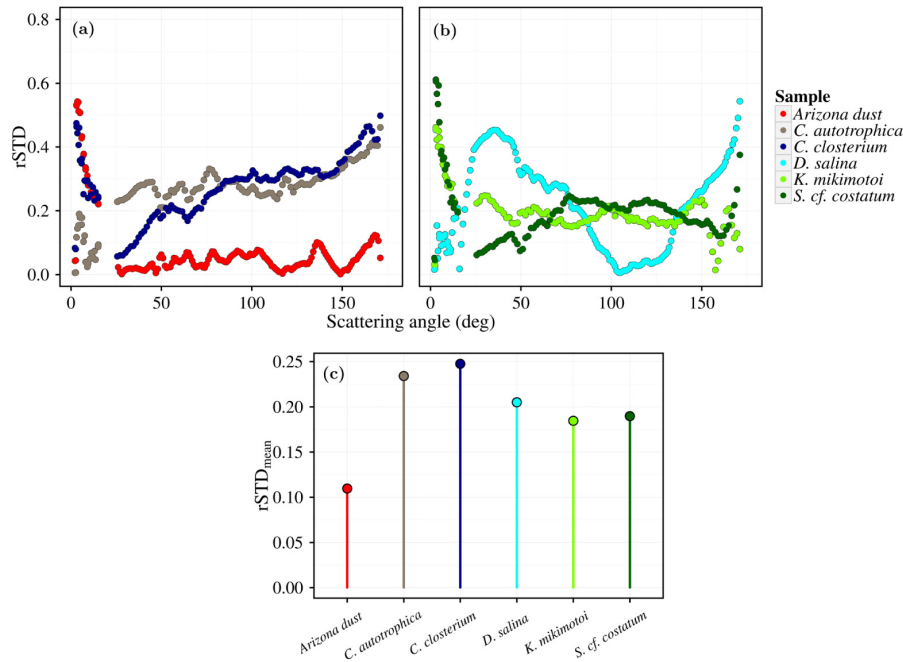 (a)
(b)
0.8
0.6
0.4
0.2
0.0
rSTD
0 50 100 150
0 50 100 150
Scattering angle (deg)
Sample
Arizona dust
C. autotrophica
C. closterium
D. salina
K. mikimotoi
S. cf. costatum
(c)
0.25
0.20
0.15
0.10
0.05
0.00
rSTDmean
Arizona dust
C. autotrophica
C. closterium
D. salina
K. mikimotoi
S. cf. costatum